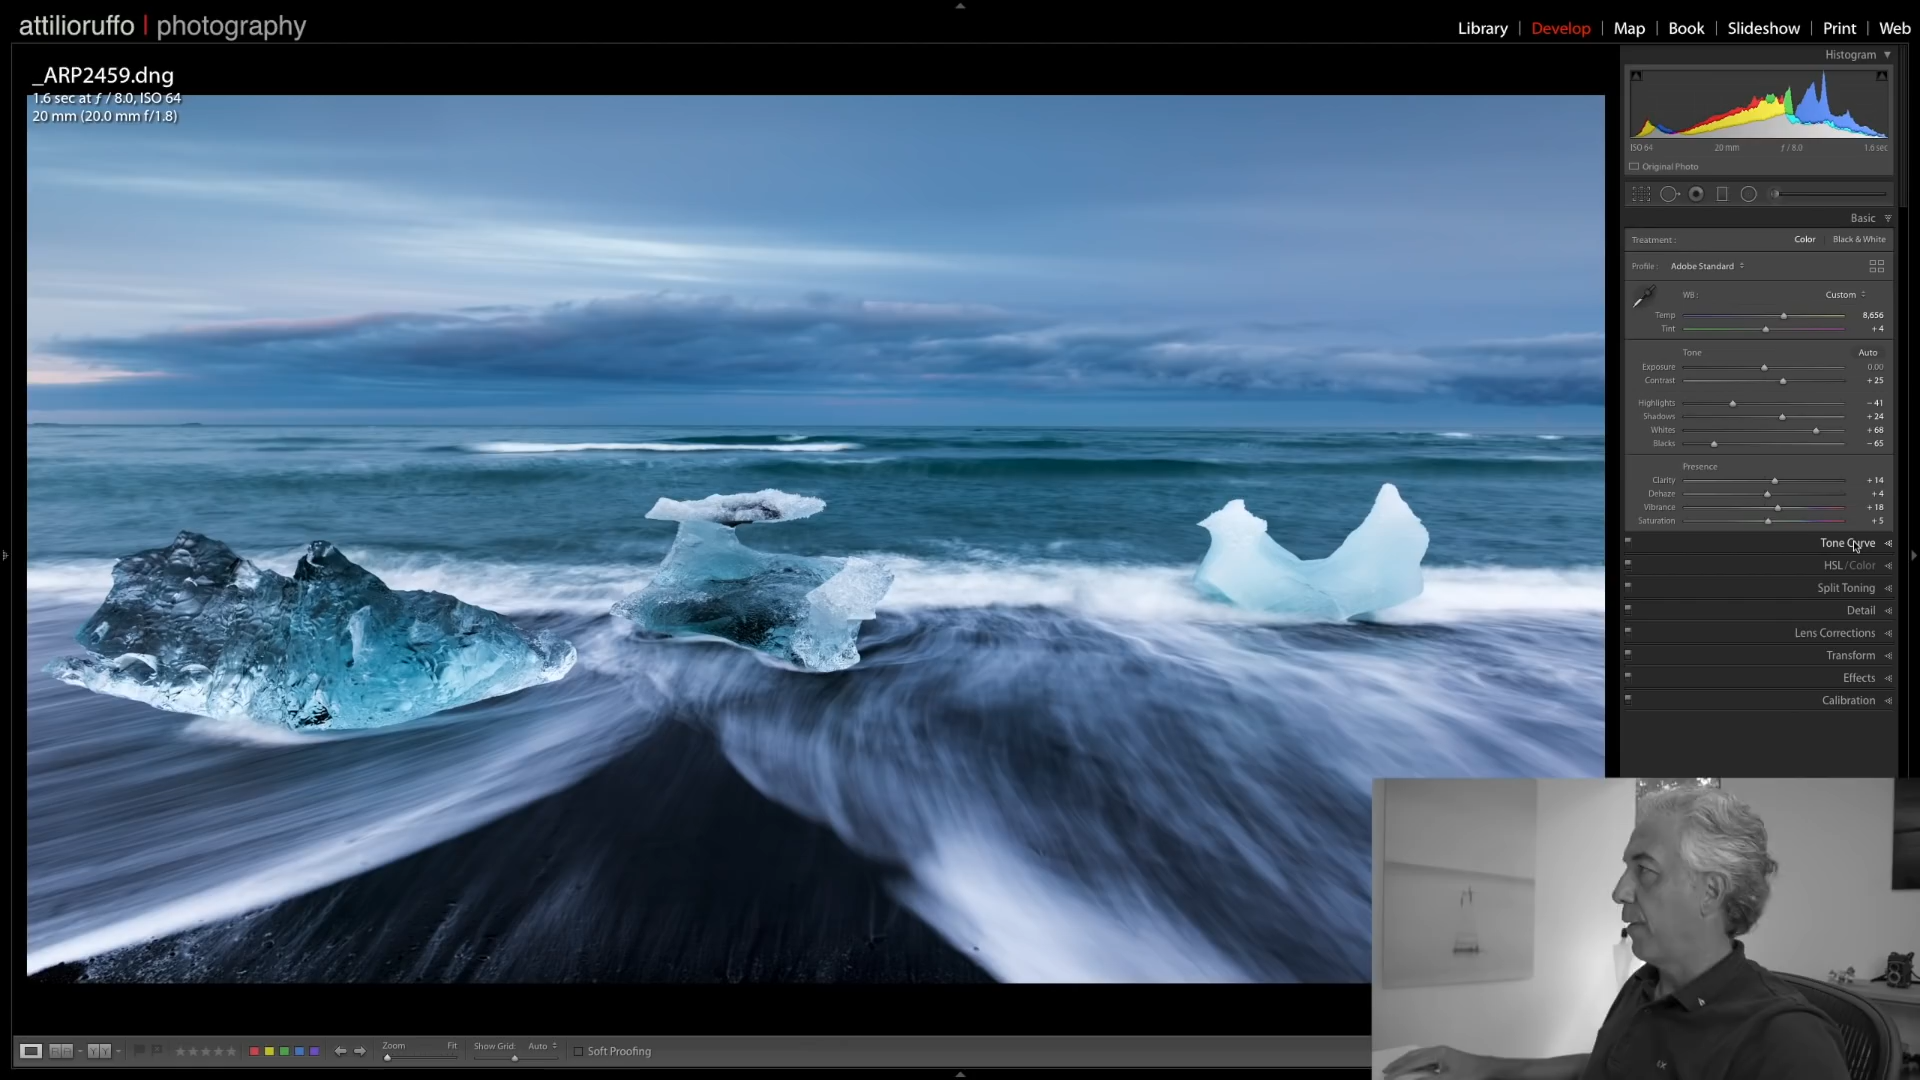 attilioruffo | photography
Library | Develop | Map | Book | Slideshow | Print | Web
_ARP2459.dng
1.6 sec at ƒ / 8.0, ISO 64
20 mm (20.0 mm f/1.8)
Histogram
ISO 64 20 mm ƒ / 8.0 1.6 sec
Original Photo
Basic
Treatment : Color Black & White
Profile : Adobe Standard
WB : Custom
Temp 8,656
Tint + 4
Tone Auto
Exposure 0.00
Contrast + 25
Highlights − 41
Shadows + 24
Whites + 68
Blacks − 65
Presence
Clarity + 14
Dehaze + 4
Vibrance + 18
Saturation + 5
Tone Curve
HSL / Color
Split Toning
Detail
Lens Corrections
Transform
Effects
Calibration
Zoom Fit Show Grid: Auto Soft Proofing